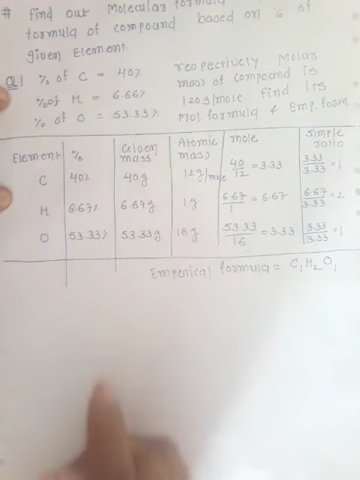 # Find out Molecular formula
formula of compound based on % of
given Element.
Q.1 % of C = 40% respectively Molar
mass of compound is
% of H = 6.66% 120g/mole Find Its
% of O = 53.33% Mol formula & Emp. foam.
Element % Given mass Atomic mass mole Simple ratio
C 40% 40g 12g/mole 40/12 = 3.33 3.33/3.33 = 1
H 6.67% 6.67g 1g 6.67/1 = 6.67 6.67/3.33 = 2
O 53.33% 53.33g 16g 53.33/16 = 3.33 3.33/3.33 = 1
Emperical formula = C₁H₂O₁